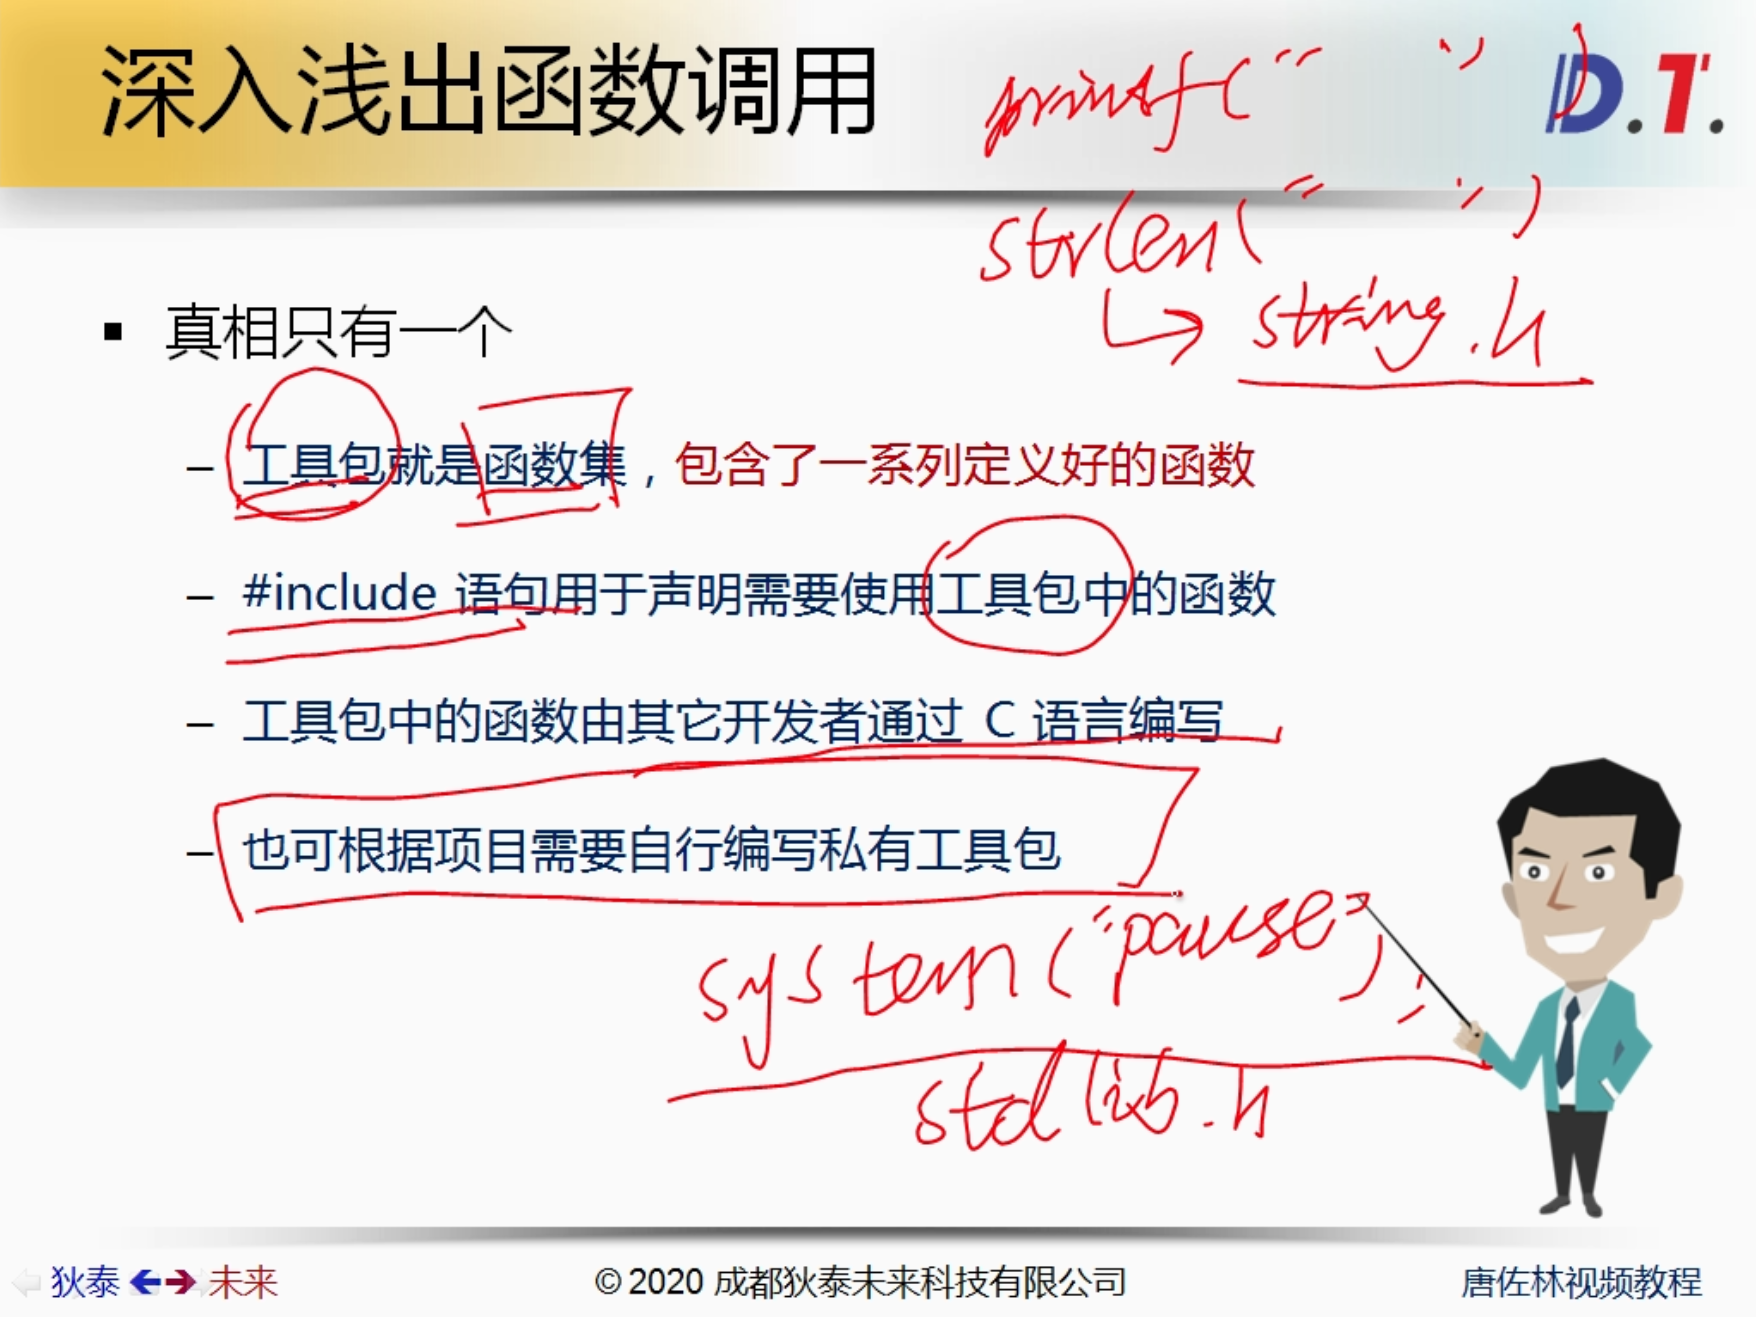 深入浅出函数调用
printf(" ")
D.T.
strlen(" ")
string.h
▪ 真相只有一个
– 工具包就是函数集，包含了一系列定义好的函数
– #include 语句用于声明需要使用工具包中的函数
– 工具包中的函数由其它开发者通过 C 语言编写
– 也可根据项目需要自行编写私有工具包
system("pause");
stdlib.h
狄泰 未来
© 2020 成都狄泰未来科技有限公司
唐佐林视频教程